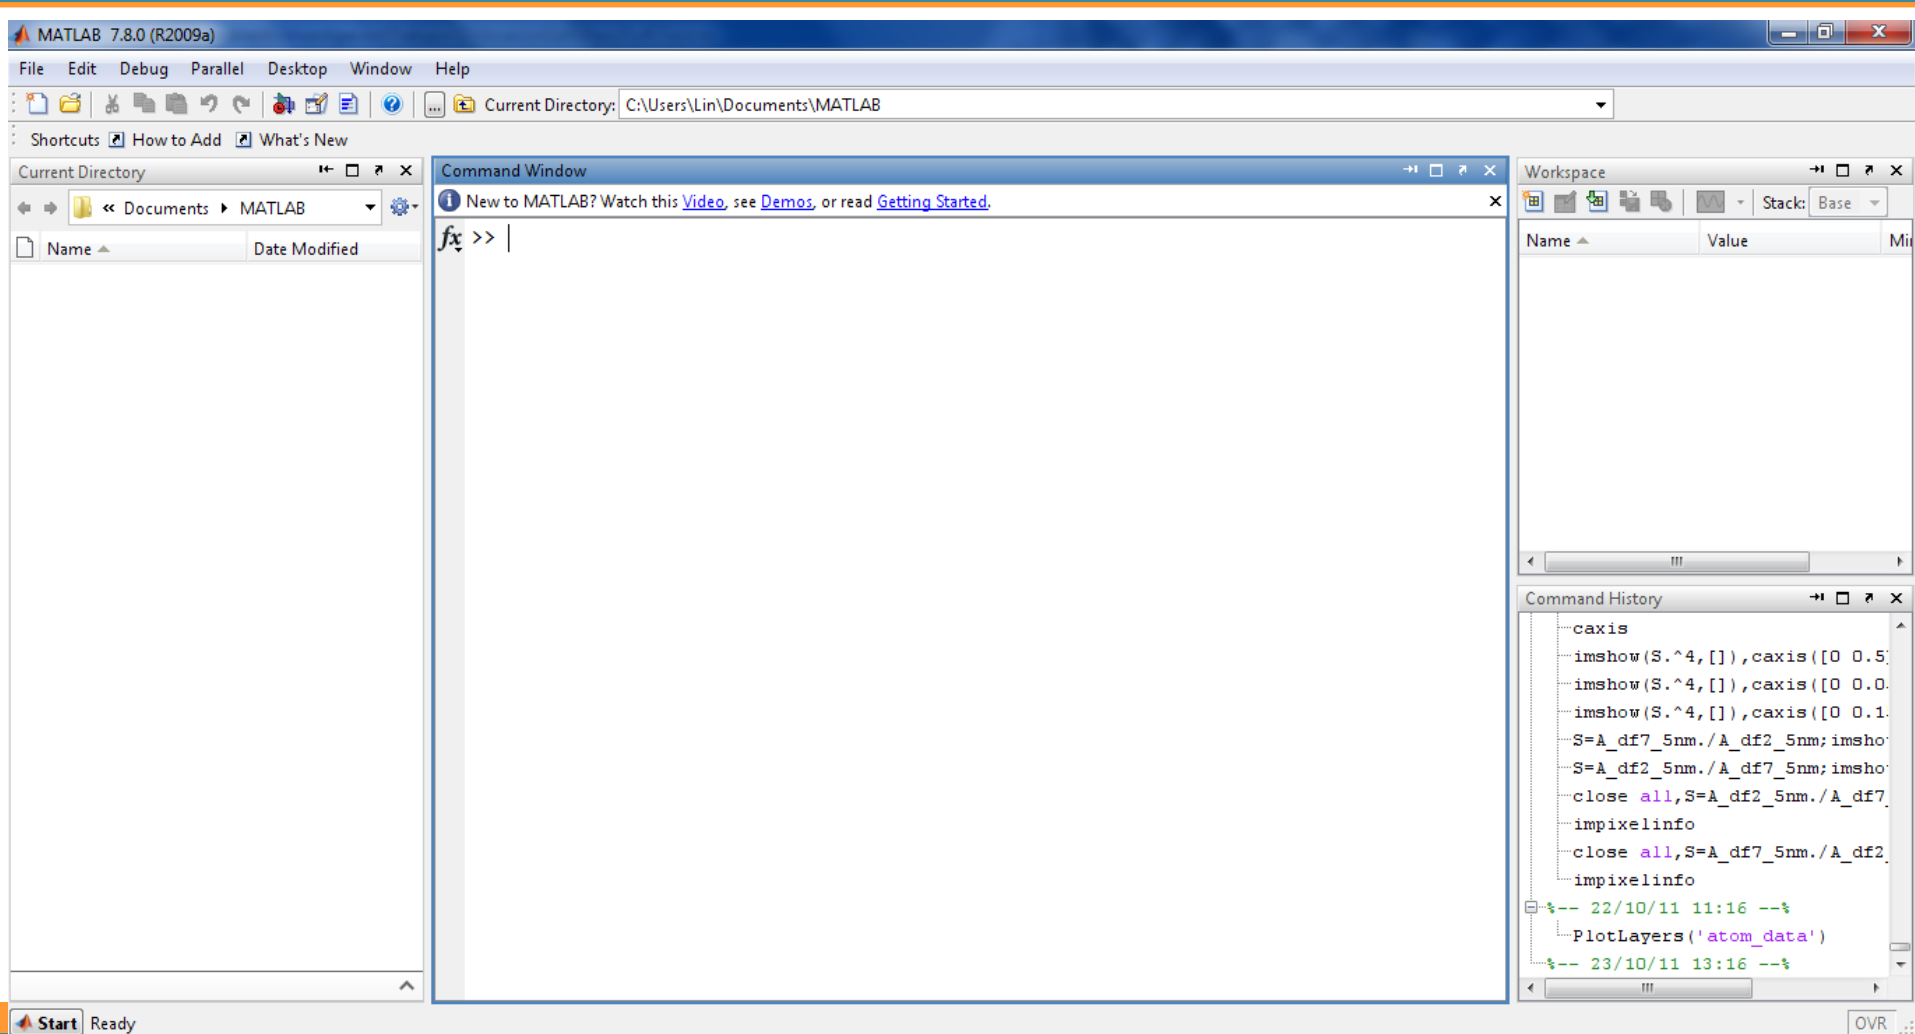 MATLAB 7.8.0 (R2009a)
File Edit Debug Parallel Desktop Window Help
... Current Directory: C:\Users\Lin\Documents\MATLAB
Shortcuts How to Add What's New
Current Directory
« Documents MATLAB
Name Date Modified
Command Window
New to MATLAB? Watch this Video, see Demos, or read Getting Started.
fx >>
Workspace
Stack: Base
Name Value
Command History
caxis
imshow(S.^4,[]),caxis([0 0.5]
imshow(S.^4,[]),caxis([0 0.0
imshow(S.^4,[]),caxis([0 0.1
S=A_df7_5nm./A_df2_5nm;imsho
S=A_df2_5nm./A_df7_5nm;imsho
close all,S=A_df2_5nm./A_df7_
impixelinfo
close all,S=A_df7_5nm./A_df2_
impixelinfo
%-- 22/10/11 11:16 --%
PlotLayers('atom_data')
%-- 23/10/11 13:16 --%
Start Ready
OVR